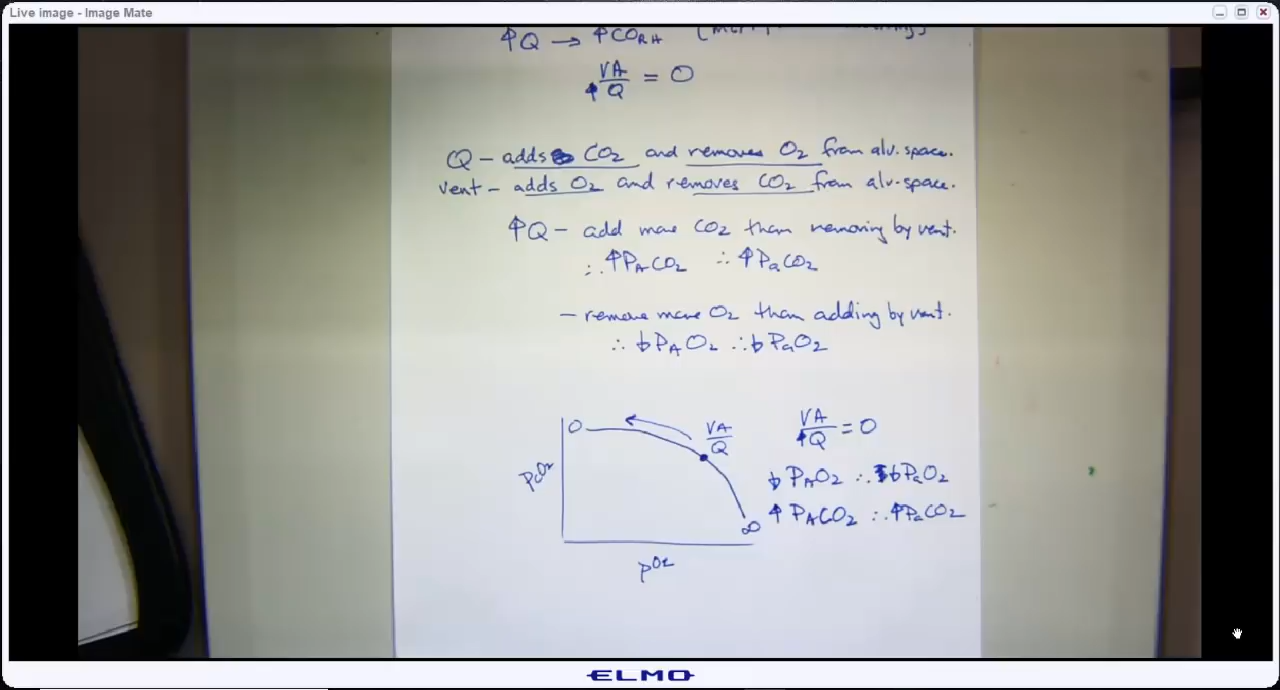 Live image - Image Mate
↑Q → ↑CO RH
VA/↑Q = 0
Q - adds CO2 and removes O2 from alv. space.
vent - adds O2 and removes CO2 from alv. space.
↑Q - add more CO2 than removing by vent.
∴ ↑PACO2 ∴ ↑PaCO2
- remove more O2 than adding by vent.
∴ ↓PAO2 ∴ ↓PaO2
0
VA/Q
VA/↑Q = 0
↓PAO2 ∴ ↓PaO2
↑PACO2 ∴ ↑PaCO2
∞
PO2
ELMO